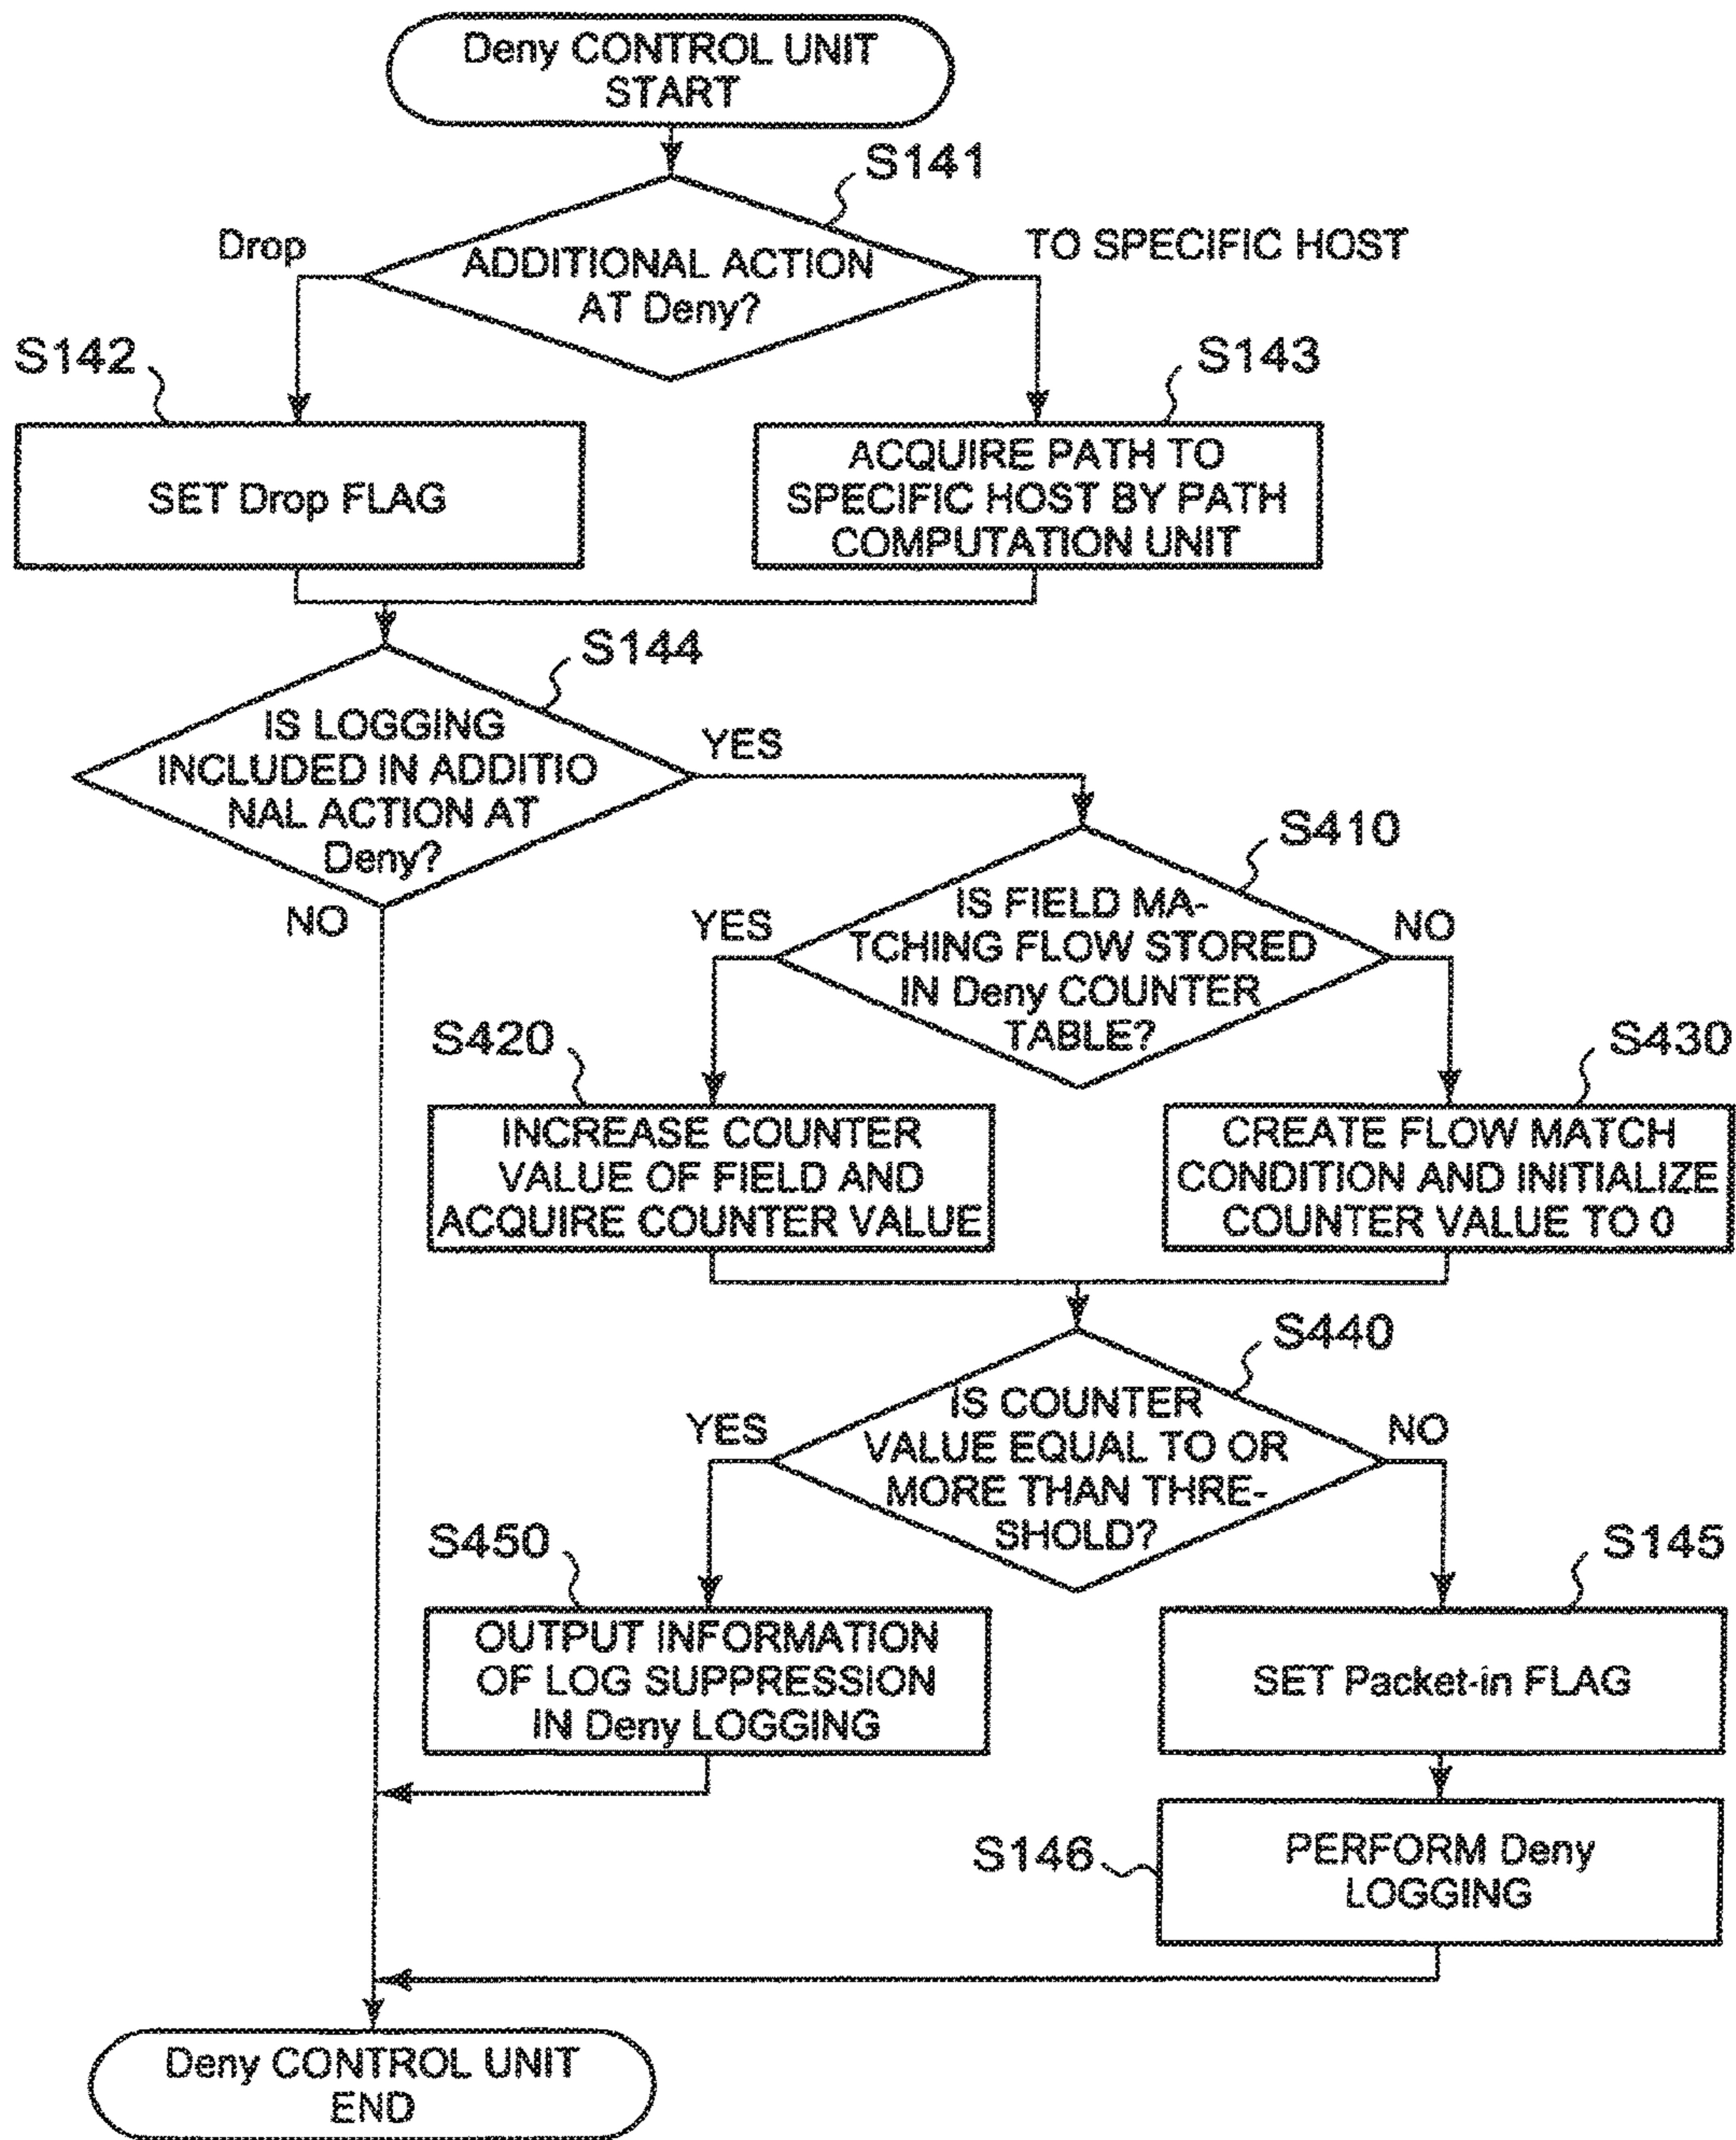 Deny CONTROL UNIT
START
S141
Drop
TO SPECIFIC HOST
ADDITIONAL ACTION
AT Deny?
S142
S143
SET Drop FLAG
ACQUIRE PATH TO
SPECIFIC HOST BY PATH
COMPUTATION UNIT
S144
IS LOGGING
INCLUDED IN ADDITIO
NAL ACTION AT
Deny?
YES
NO
S410
IS FIELD MA-
TCHING FLOW STORED
IN Deny COUNTER
TABLE?
YES
NO
S420
S430
INCREASE COUNTER
VALUE OF FIELD AND
ACQUIRE COUNTER VALUE
CREATE FLOW MATCH
CONDITION AND INITIALIZE
COUNTER VALUE TO 0
S440
IS COUNTER
VALUE EQUAL TO OR
MORE THAN THRE-
SHOLD?
YES
NO
S450
S145
OUTPUT INFORMATION
OF LOG SUPPRESSION
IN Deny LOGGING
SET Packet-in FLAG
S146
PERFORM Deny
LOGGING
Deny CONTROL UNIT
END